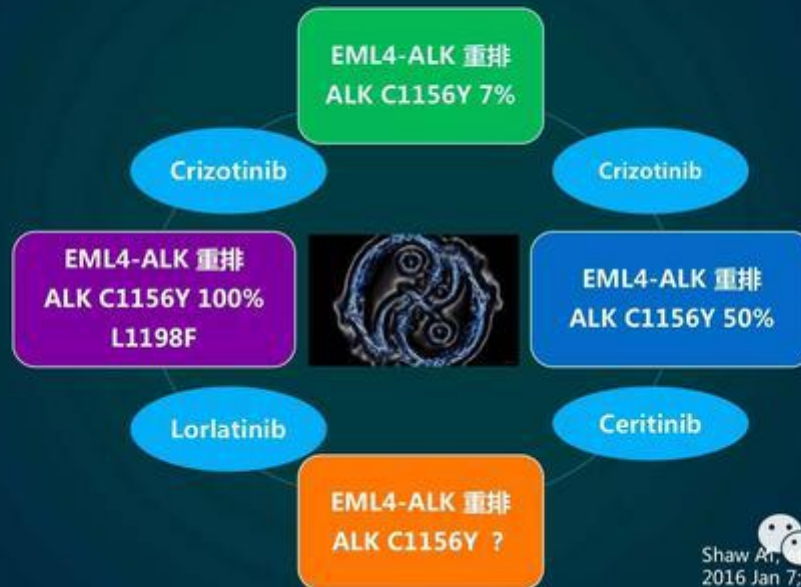 EML4-ALK 重排
ALK C1156Y 7%
Crizotinib
Crizotinib
EML4-ALK 重排
ALK C1156Y 100%
L1198F
EML4-ALK 重排
ALK C1156Y 50%
Lorlatinib
Ceritinib
EML4-ALK 重排
ALK C1156Y ？
Shaw AT,
2016 Jan 7;